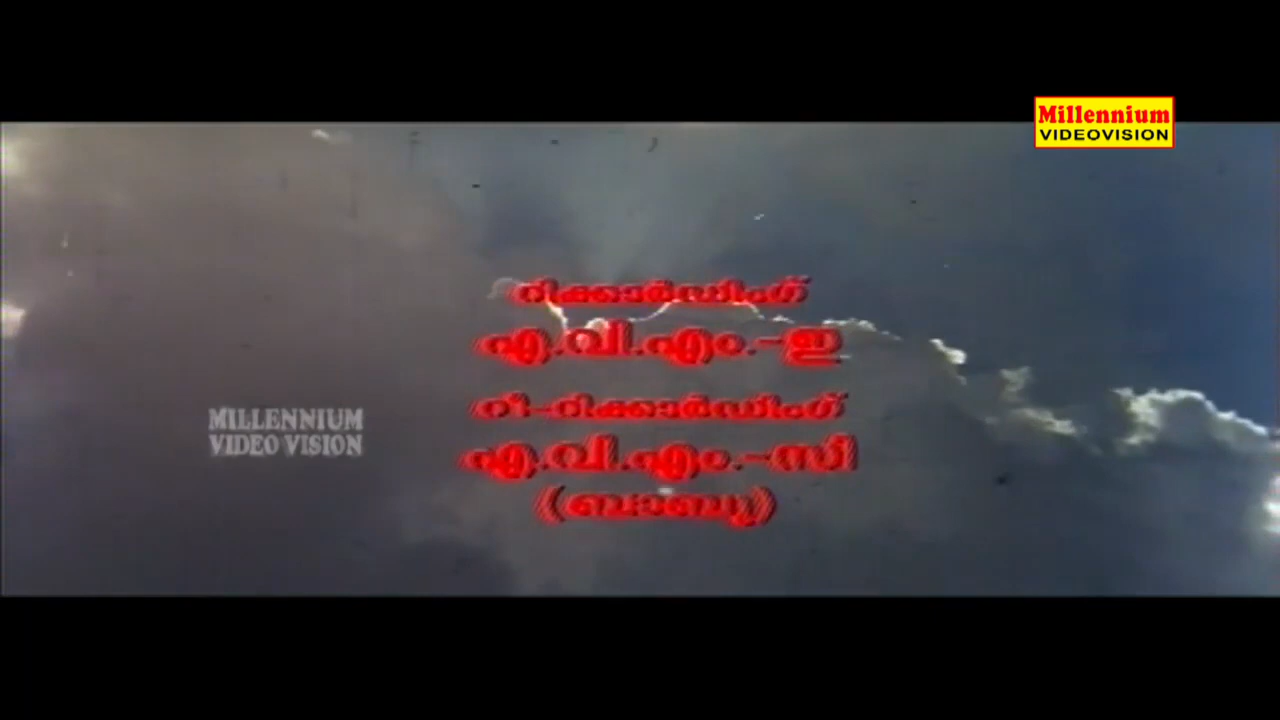 Millennium
VIDEOVISION
റിക്കാർഡിംഗ്
എ.വി.എം.-ഇ
റീ-റിക്കാർഡിംഗ്
എ.വി.എം.-സീ
(ബാബു)
MILLENNIUM
VIDEO VISION